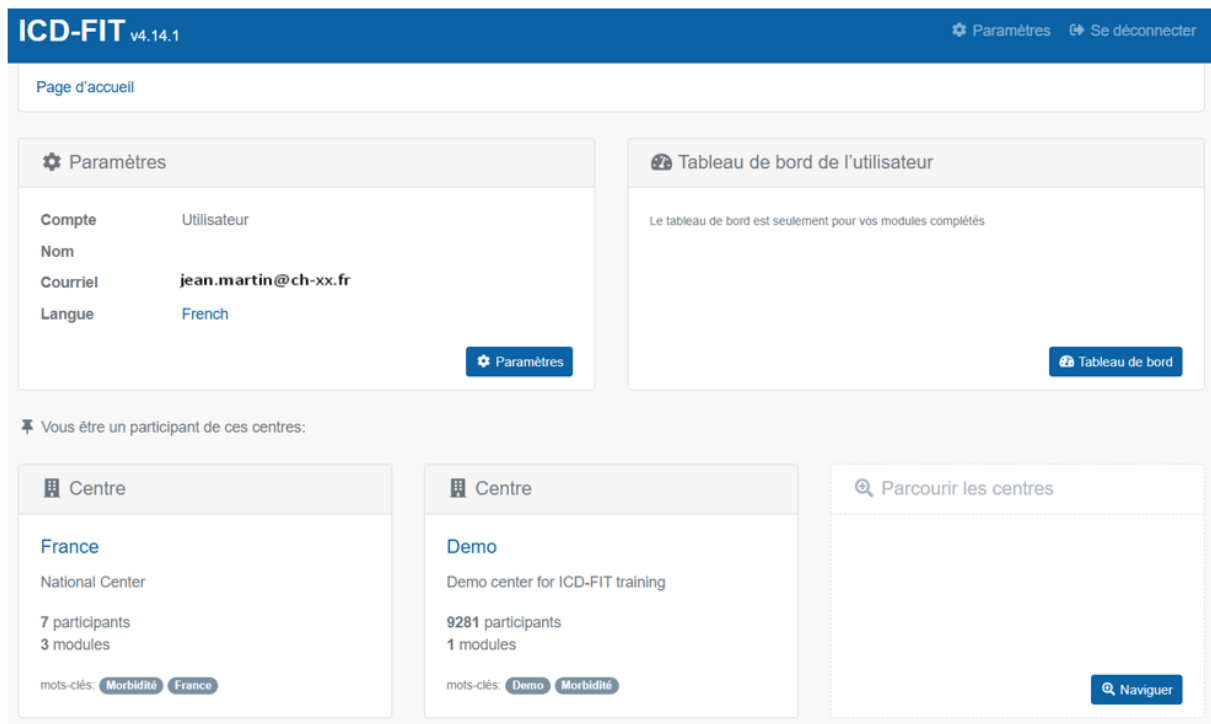 ICD-FIT v4.14.1
Paramètres Se déconnecter
Page d'accueil
Paramètres
Compte Utilisateur
Nom
Courriel jean.martin@ch-xx.fr
Langue French
Paramètres
Tableau de bord de l'utilisateur
Le tableau de bord est seulement pour vos modules complétés
Tableau de bord
Vous être un participant de ces centres:
Centre
France
National Center
7 participants
3 modules
mots-clés: Morbidité France
Centre
Demo
Demo center for ICD-FIT training
9281 participants
1 modules
mots-clés: Demo Morbidité
Parcourir les centres
Naviguer